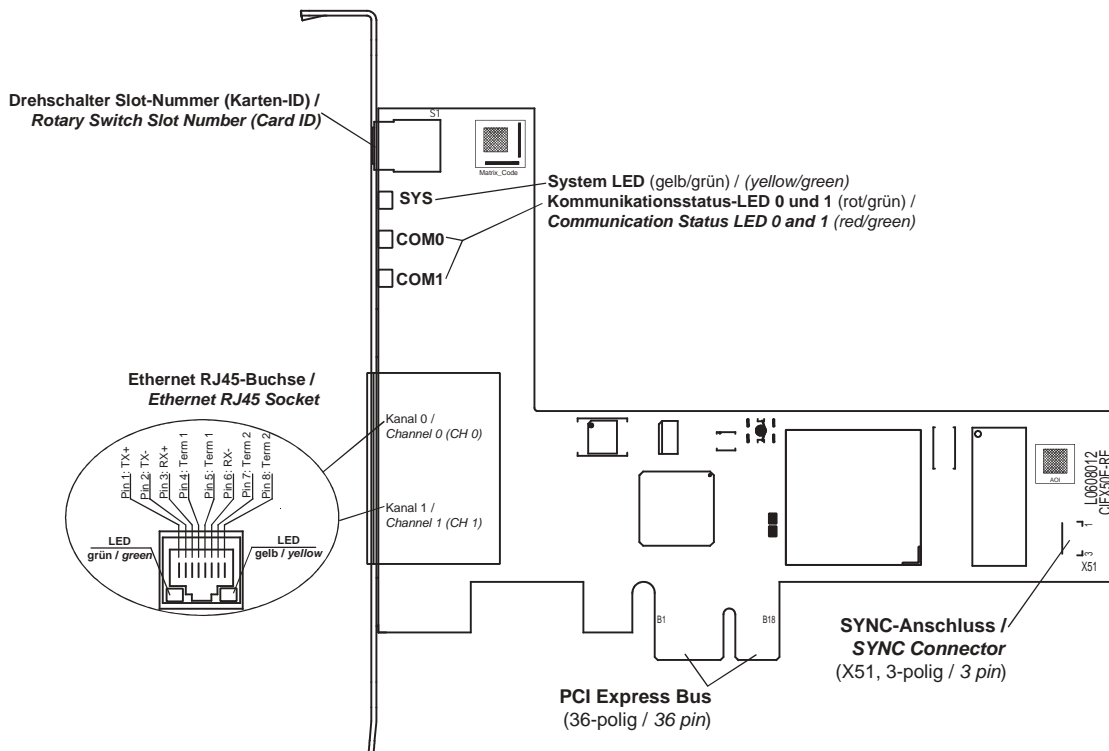 Drehschalter Slot-Nummer (Karten-ID) /
Rotary Switch Slot Number (Card ID)
S1
Matrix_Code
SYS
COM0
COM1
System LED (gelb/grün) / (yellow/green)
Kommunikationsstatus-LED 0 und 1 (rot/grün) /
Communication Status LED 0 and 1 (red/green)
Ethernet RJ45-Buchse /
Ethernet RJ45 Socket
Pin 1: TX+
Pin 2: TX-
Pin 3: RX+
Pin 4: Term 1
Pin 5: Term 1
Pin 6: RX-
Pin 7: Term 2
Pin 8: Term 2
LED
grün / green
LED
gelb / yellow
Kanal 0 /
Channel 0 (CH 0)
Kanal 1 /
Channel 1 (CH 1)
AOI
L0608012
CIFX50E-RE
1
3
X51
B1
B18
SYNC-Anschluss /
SYNC Connector
(X51, 3-polig / 3 pin)
PCI Express Bus
(36-polig / 36 pin)